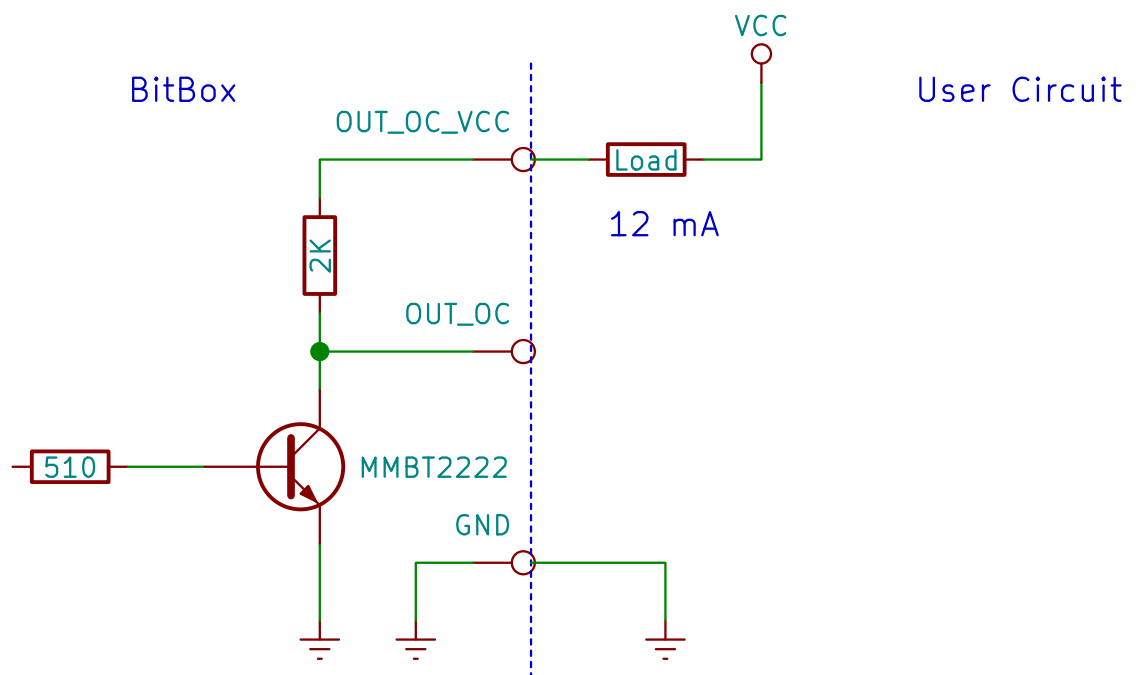 VCC
BitBox
User Circuit
OUT_OC_VCC
Load
12 mA
2K
OUT_OC
510
MMBT2222
GND